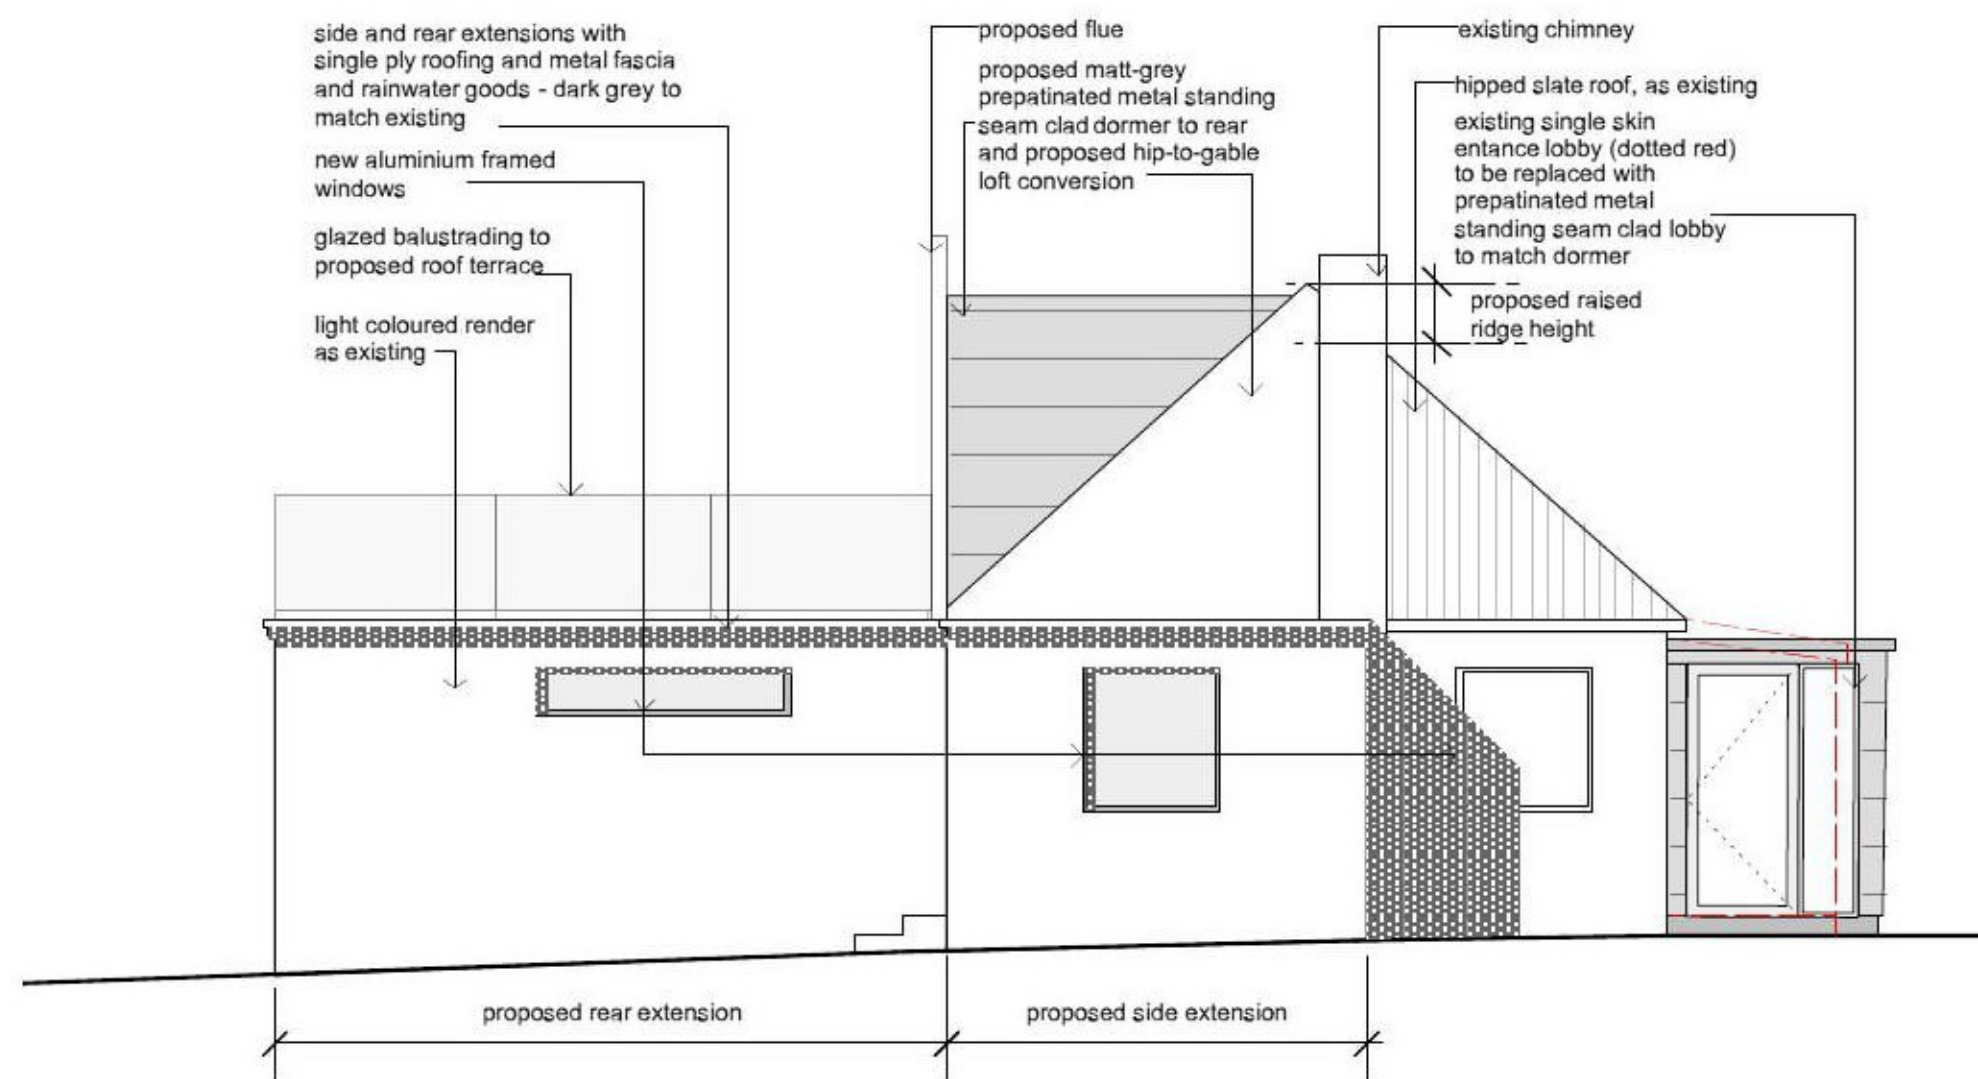 side and rear extensions with
single ply roofing and metal fascia
and rainwater goods - dark grey to
match existing
new aluminium framed
windows
glazed balustrading to
proposed roof terrace
light coloured render
as existing
proposed flue
proposed matt-grey
prepatinated metal standing
seam clad dormer to rear
and proposed hip-to-gable
loft conversion
existing chimney
hipped slate roof, as existing
existing single skin
entance lobby (dotted red)
to be replaced with
prepatinated metal
standing seam clad lobby
to match dormer
proposed raised
ridge height
proposed rear extension
proposed side extension